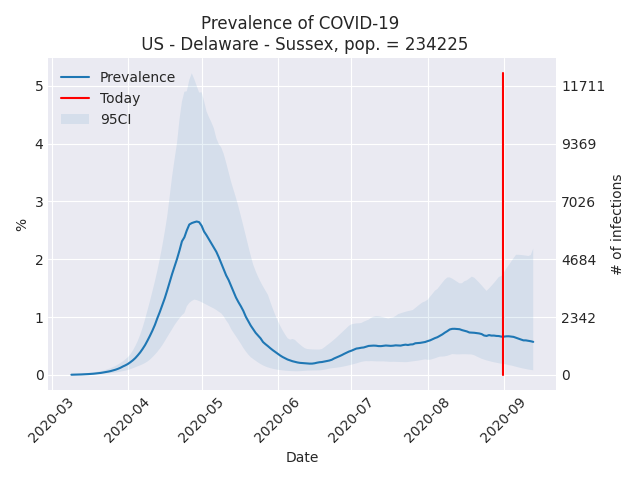 Prevalence of COVID-19
US - Delaware - Sussex, pop. = 234225
Prevalence
Today
95CI
5
4
3
2
1
0
%
11711
9369
7026
4684
2342
0
# of infections
2020-03
2020-04
2020-05
2020-06
2020-07
2020-08
2020-09
Date